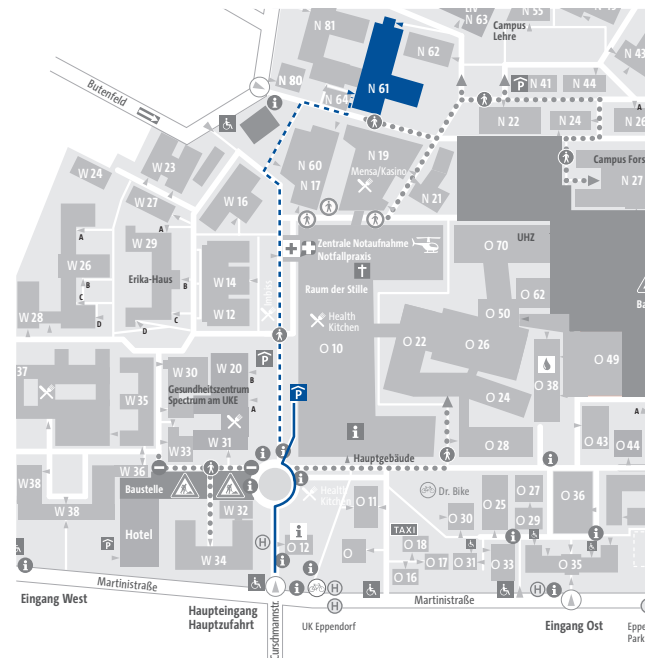 N 81
N 63
N 55
N 43
Campus
Lehre
N 62
N 80
N 61
P
N 41
N 44
Butenfeld
N 22
N 24
N 26
A
W 23
W 24
N 60
N 17
N 19
Mensa/Kasino
Campus Fors
N 27
W 27
W 16
N 21
A
W 29
Zentrale Notaufnahme
Notfallpraxis
O 70
UHZ
W 26
Erika-Haus
B
W 14
Raum der Stille
O 62
Ba
A
B
C
D
C
D
W 12
W 28
Health
Kitchen
O 50
O 10
O 22
O 26
O 49
37
W 30
W 20
P
O 38
W 35
B
Gesundheitszentrum
Spectrum am UKE
A
P
O 24
A
W 33
W 31
O 28
O 43
O 44
Hauptgebäude
W 36
W38
Baustelle
W 38
W 32
Health
Kitchen
O 11
Dr. Bike
O 25
O 27
O 29
O 36
Hotel
O 30
TAXI
P
W 34
H
O 12
O
O 18
O 17
O 31
O 33
O 35
O 16
Martinistraße
H
H
Martinistraße
Eingang West
Haupteingang
Hauptzufahrt
Curschmannstr.
H
UK Eppendorf
Eingang Ost
Eppe
Park